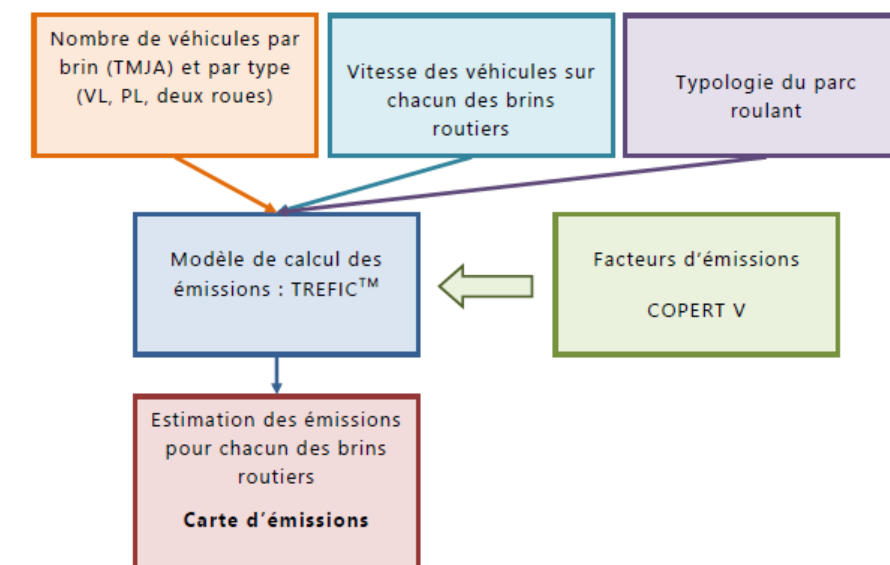 Nombre de véhicules par
brin (TMJA) et par type
(VL, PL, deux roues)
Vitesse des véhicules sur
chacun des brins
routiers
Typologie du parc
roulant
Modèle de calcul des
émissions : TREFIC™
Facteurs d'émissions
COPERT V
Estimation des émissions
pour chacun des brins
routiers
Carte d'émissions